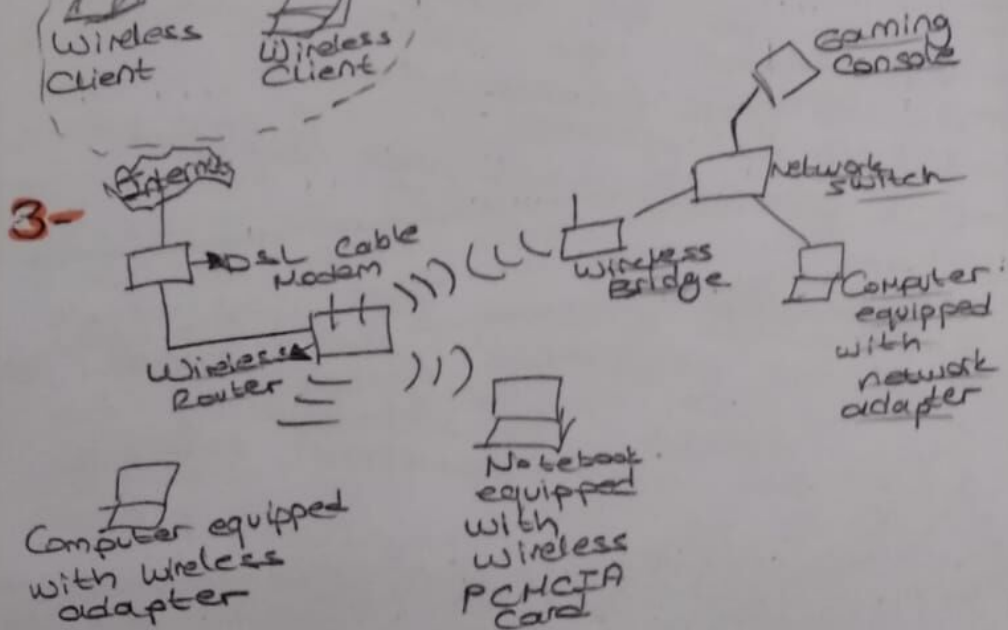 Wireless
Client
Wireless
Client
Gaming
Console
Internet
3-
Network
switch
DSL Cable
Modem
Wireless
Bridge
Wireless
Router
Computer:
equipped
with
network
adapter
Notebook
equipped
with
wireless
PCMCIA
Card
Computer equipped
with wireless
adapter